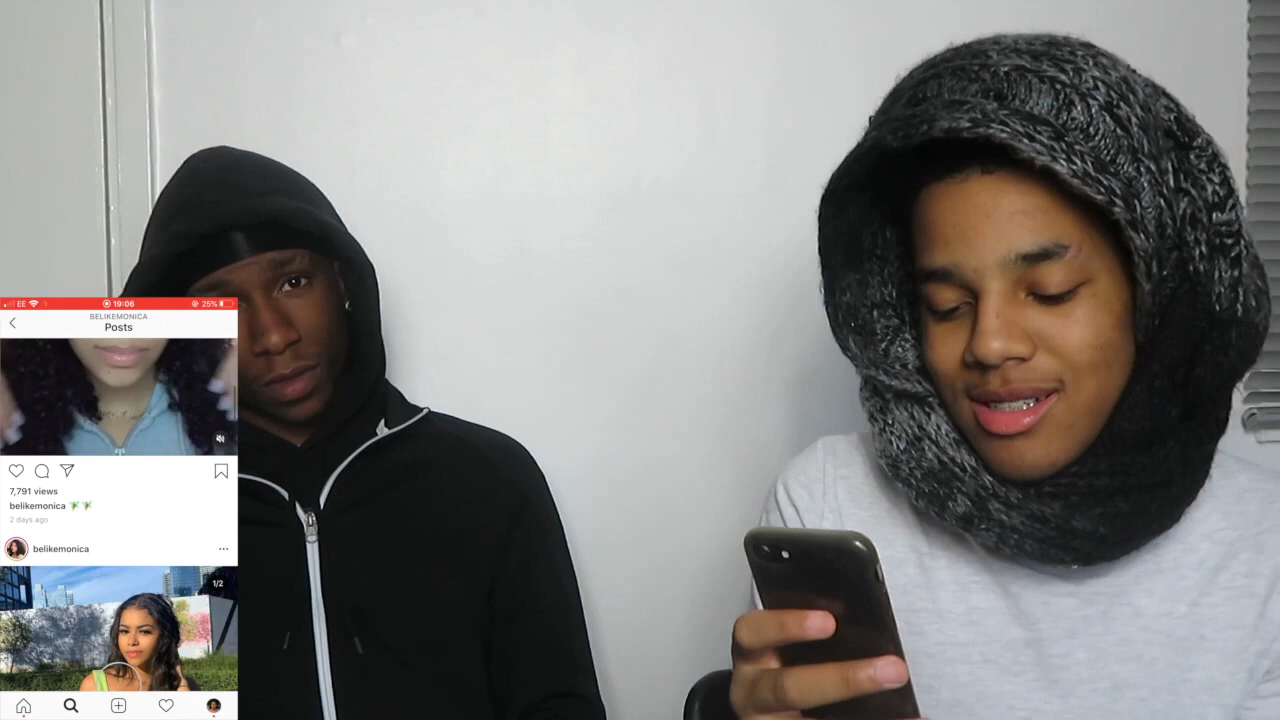 EE 19:06 25%
BELIKEMONICA
Posts
7,791 views
belikemonica
2 days ago
belikemonica
1/2